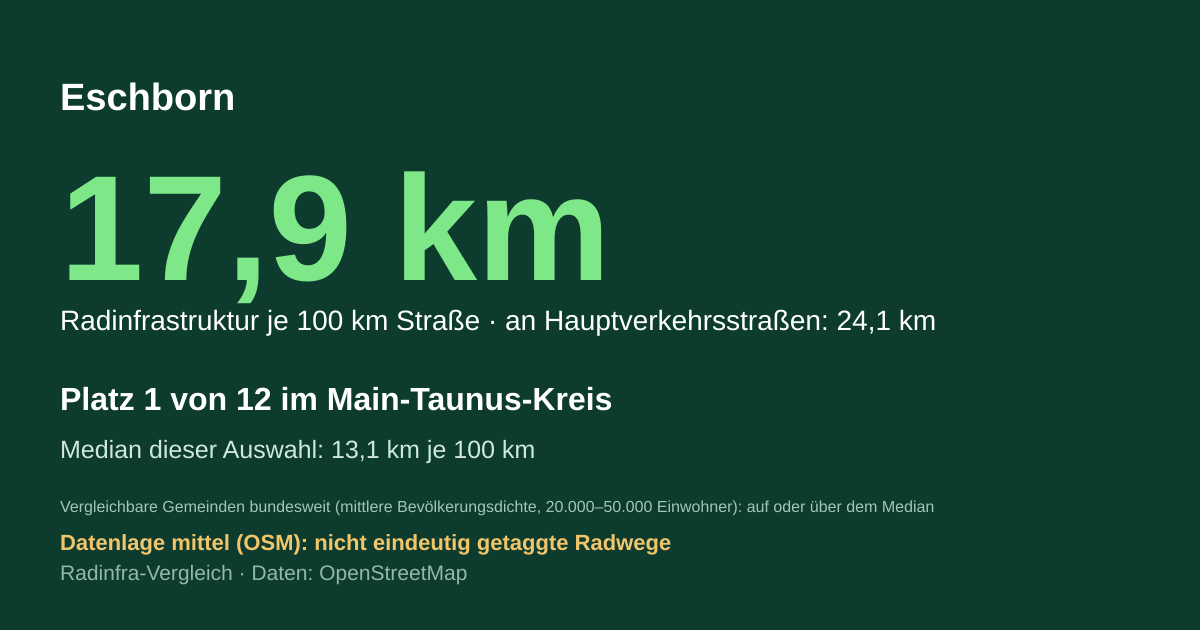 Eschborn
17,9 km
Radinfrastruktur je 100 km Straße · an Hauptverkehrsstraßen: 24,1 km
Platz 1 von 12 im Main-Taunus-Kreis
Median dieser Auswahl: 13,1 km je 100 km
Vergleichbare Gemeinden bundesweit (mittlere Bevölkerungsdichte, 20.000–50.000 Einwohner): auf oder über dem Median
Datenlage mittel (OSM): nicht eindeutig getaggte Radwege
Radinfra-Vergleich · Daten: OpenStreetMap